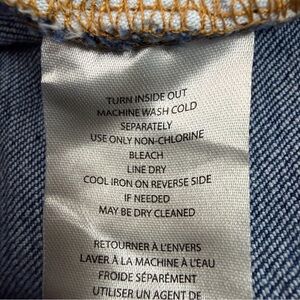 TURN INSIDE OUT
MACHINE WASH COLD
SEPARATELY
USE ONLY NON-CHLORINE
BLEACH
LINE DRY
COOL IRON ON REVERSE SIDE
IF NEEDED
MAY BE DRY CLEANED
RETOURNER À L'ENVERS
LAVER À LA MACHINE À L'EAU
FROIDE SÉPARÉMENT
UTILISER UN AGENT DE